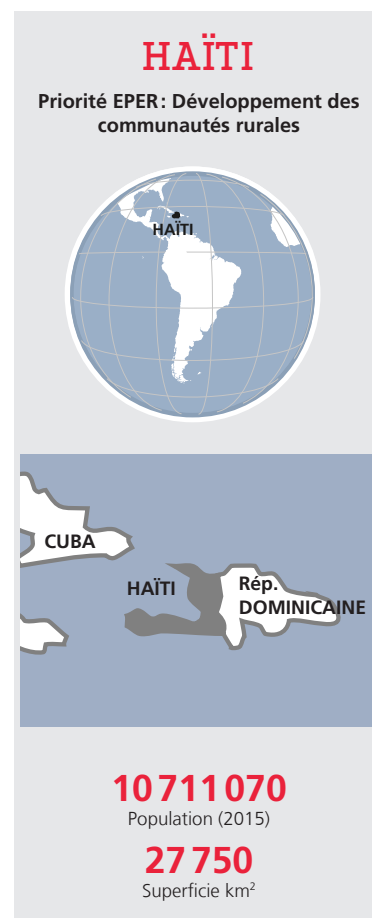 HAÏTI
Priorité EPER : Développement des
communautés rurales
HAÏTI
CUBA
HAÏTI
Rép.
DOMINICAINE
10 711 070
Population (2015)
27 750
Superficie km²